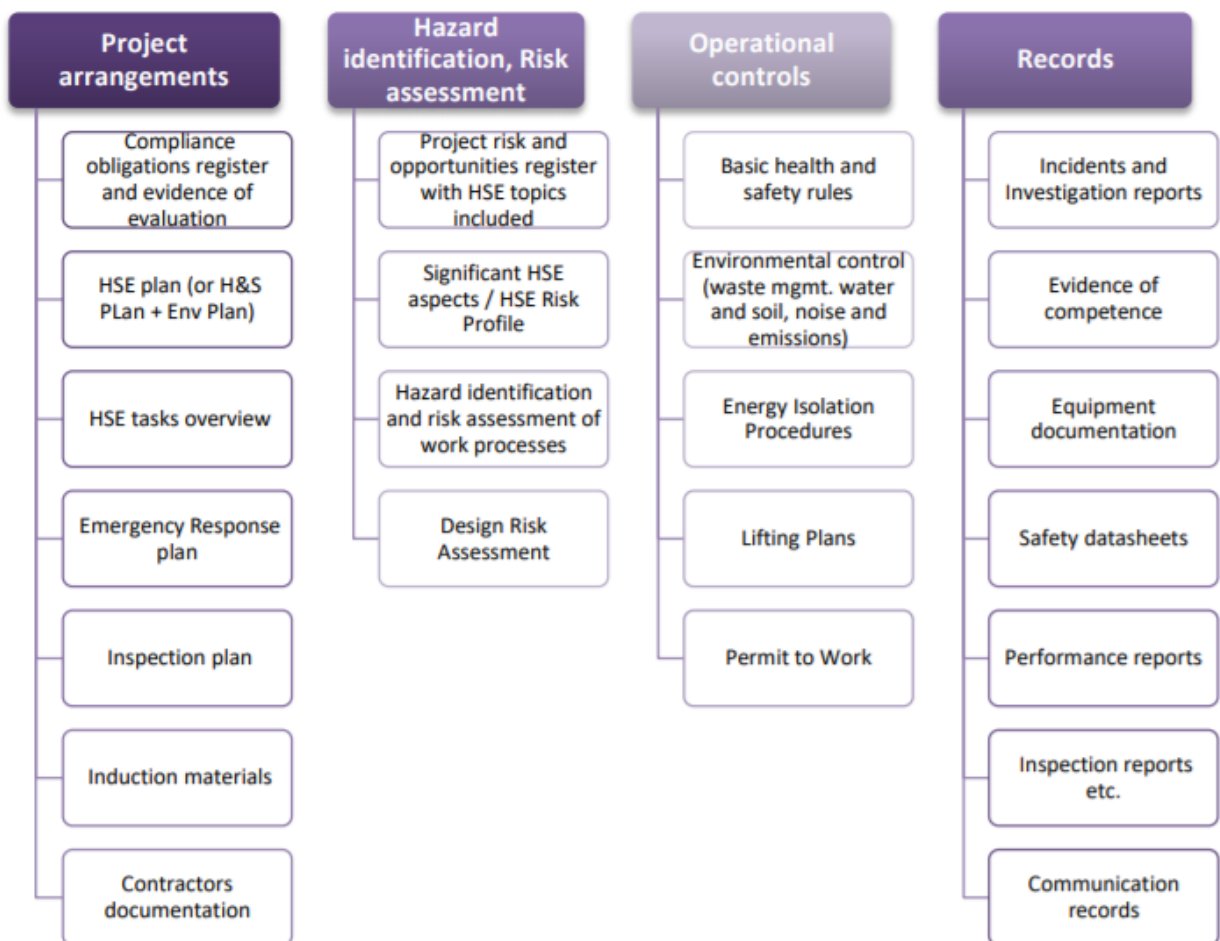 Project
arrangements
Compliance
obligations register
and evidence of
evaluation
HSE plan (or H&S
PLan + Env Plan)
HSE tasks overview
Emergency Response
plan
Inspection plan
Induction materials
Contractors
documentation
Hazard
identification, Risk
assessment
Project risk and
opportunities register
with HSE topics
included
Significant HSE
aspects / HSE Risk
Profile
Hazard identification
and risk assessment of
work processes
Design Risk
Assessment
Operational
controls
Basic health and
safety rules
Environmental control
(waste mgmt. water
and soil, noise and
emissions)
Energy Isolation
Procedures
Lifting Plans
Permit to Work
Records
Incidents and
Investigation reports
Evidence of
competence
Equipment
documentation
Safety datasheets
Performance reports
Inspection reports
etc.
Communication
records